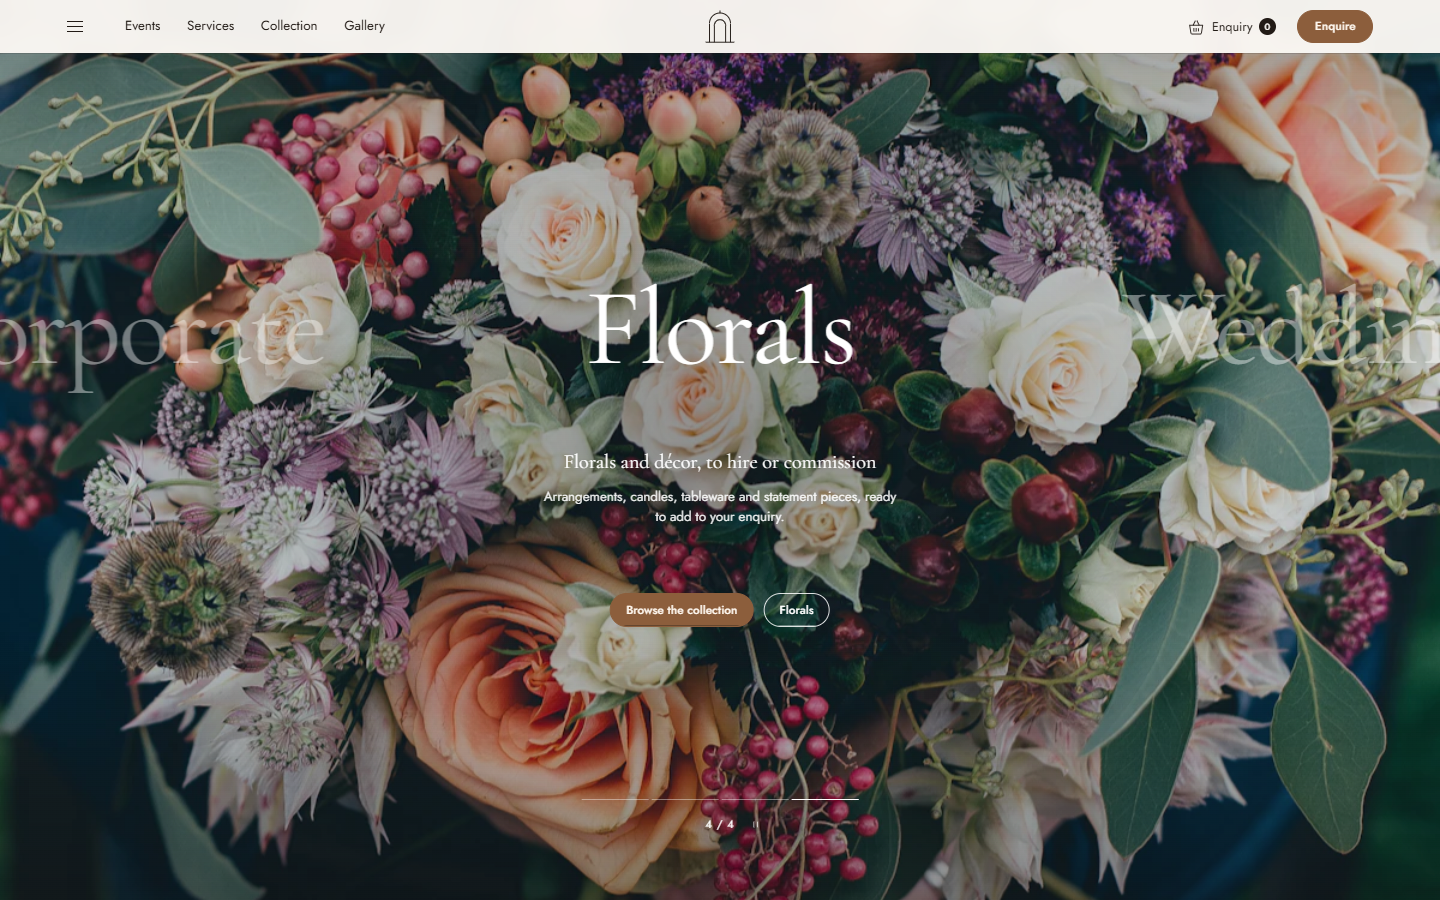 Events Services Collection Gallery
Enquiry 0
Enquire
orporate
Florals
Weddin
Florals and décor, to hire or commission
Arrangements, candles, tableware and statement pieces, ready
to add to your enquiry.
Browse the collection
Florals
4 / 4